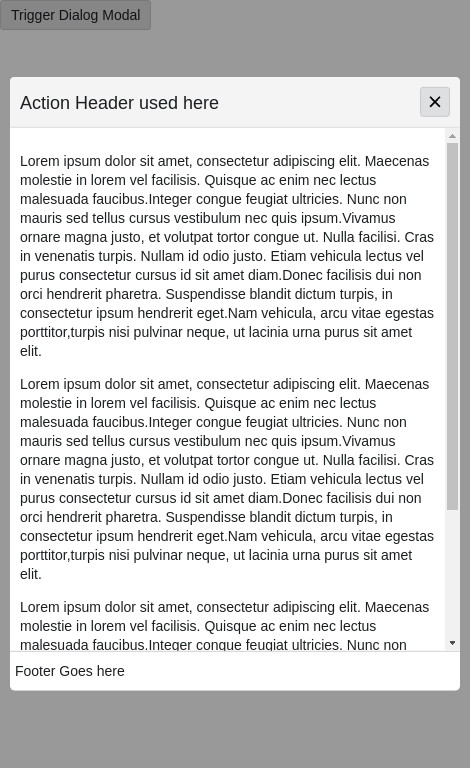 Trigger Dialog Modal
Action Header used here
Lorem ipsum dolor sit amet, consectetur adipiscing elit. Maecenas
molestie in lorem vel facilisis. Quisque ac enim nec lectus
malesuada faucibus.Integer congue feugiat ultricies. Nunc non
mauris sed tellus cursus vestibulum nec quis ipsum.Vivamus
ornare magna justo, et volutpat tortor congue ut. Nulla facilisi. Cras
in venenatis turpis. Nullam id odio justo. Etiam vehicula lectus vel
purus consectetur cursus id sit amet diam.Donec facilisis dui non
orci hendrerit pharetra. Suspendisse blandit dictum turpis, in
consectetur ipsum hendrerit eget.Nam vehicula, arcu vitae egestas
porttitor,turpis nisi pulvinar neque, ut lacinia urna purus sit amet
elit.
Lorem ipsum dolor sit amet, consectetur adipiscing elit. Maecenas
molestie in lorem vel facilisis. Quisque ac enim nec lectus
malesuada faucibus.Integer congue feugiat ultricies. Nunc non
mauris sed tellus cursus vestibulum nec quis ipsum.Vivamus
ornare magna justo, et volutpat tortor congue ut. Nulla facilisi. Cras
in venenatis turpis. Nullam id odio justo. Etiam vehicula lectus vel
purus consectetur cursus id sit amet diam.Donec facilisis dui non
orci hendrerit pharetra. Suspendisse blandit dictum turpis, in
consectetur ipsum hendrerit eget.Nam vehicula, arcu vitae egestas
porttitor,turpis nisi pulvinar neque, ut lacinia urna purus sit amet
elit.
Lorem ipsum dolor sit amet, consectetur adipiscing elit. Maecenas
molestie in lorem vel facilisis. Quisque ac enim nec lectus
malesuada faucibus.Integer congue feugiat ultricies. Nunc non
Footer Goes here